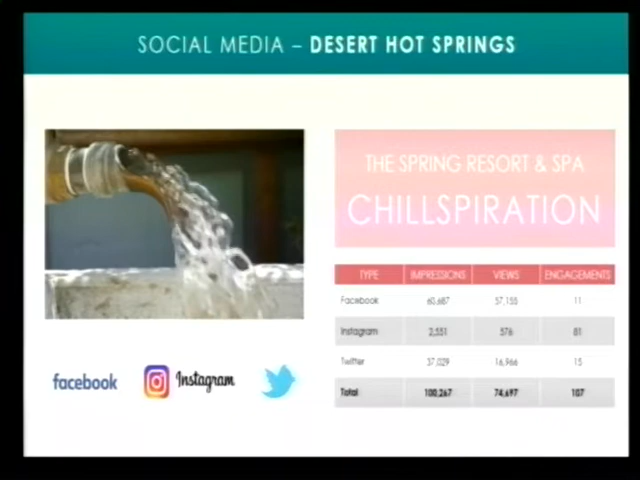 SOCIAL MEDIA – DESERT HOT SPRINGS
THE SPRING RESORT & SPA
CHILLSPIRATION
TYPE IMPRESSIONS VIEWS ENGAGEMENTS
Facebook 60,687 57,155 11
Instagram 2,551 576 81
Twitter 37,029 16,966 15
Total 100,267 74,697 107
facebook Instagram